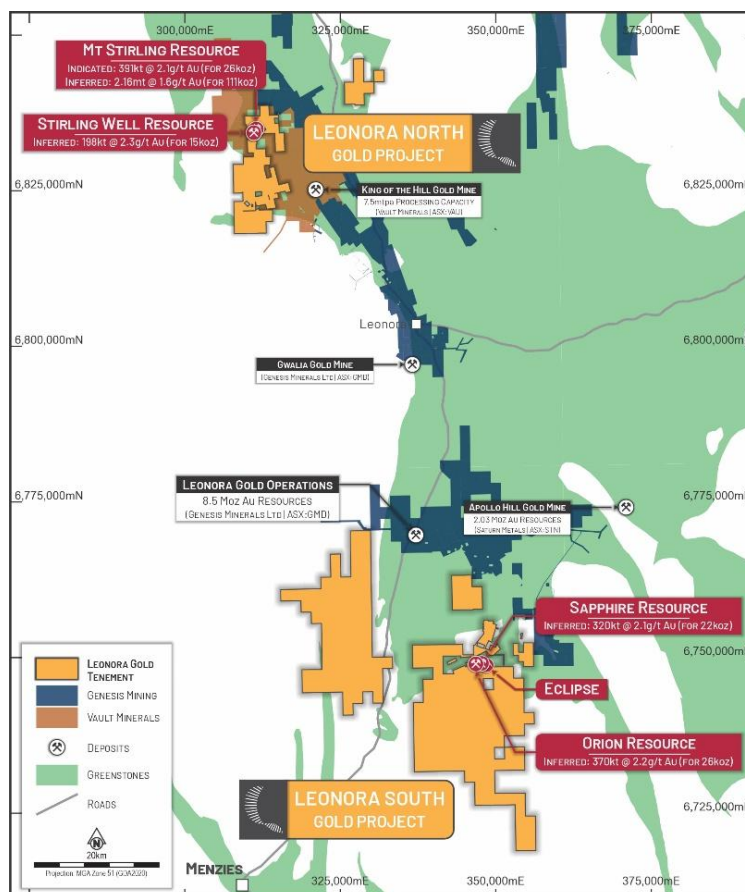 300,000mE
325,000mE
350,000mE
375,000mE
Mt Stirling Resource
Indicated: 391kt @ 2.1g/t Au (for 26koz)
Inferred: 2.16mt @ 1.6g/t Au (for 111koz)
Stirling Well Resource
Inferred: 198kt @ 2.3g/t Au (for 15koz)
LEONORA NORTH
GOLD PROJECT
6,825,000mN
6,825,000mN
King of the Hill Gold Mine
7.5mtpa Processing Capacity
(Vault Minerals | ASX:VAU)
Leonora
6,800,000mN
6,800,000mN
Gwalia Gold Mine
(Genesis Minerals Ltd | ASX:GMD)
Leonora Gold Operations
8.5 Moz Au Resources
(Genesis Minerals Ltd | ASX:GMD)
6,775,000mN
6,775,000mN
Apollo Hill Gold Mine
2.03 Moz Au Resources
(Saturn Metals | ASX:STN)
Sapphire Resource
Inferred: 320kt @ 2.1g/t Au (for 22koz)
6,750,000mN
Eclipse
Orion Resource
Inferred: 370kt @ 2.2g/t Au (for 26koz)
Leonora Gold
Tenement
Genesis Mining
Vault Minerals
Deposits
Greenstones
Roads
N
20km
Projection: MGA Zone 51 (GDA2020)
LEONORA SOUTH
GOLD PROJECT
6,725,000mN
Menzies
325,000mE
350,000mE
375,000mE